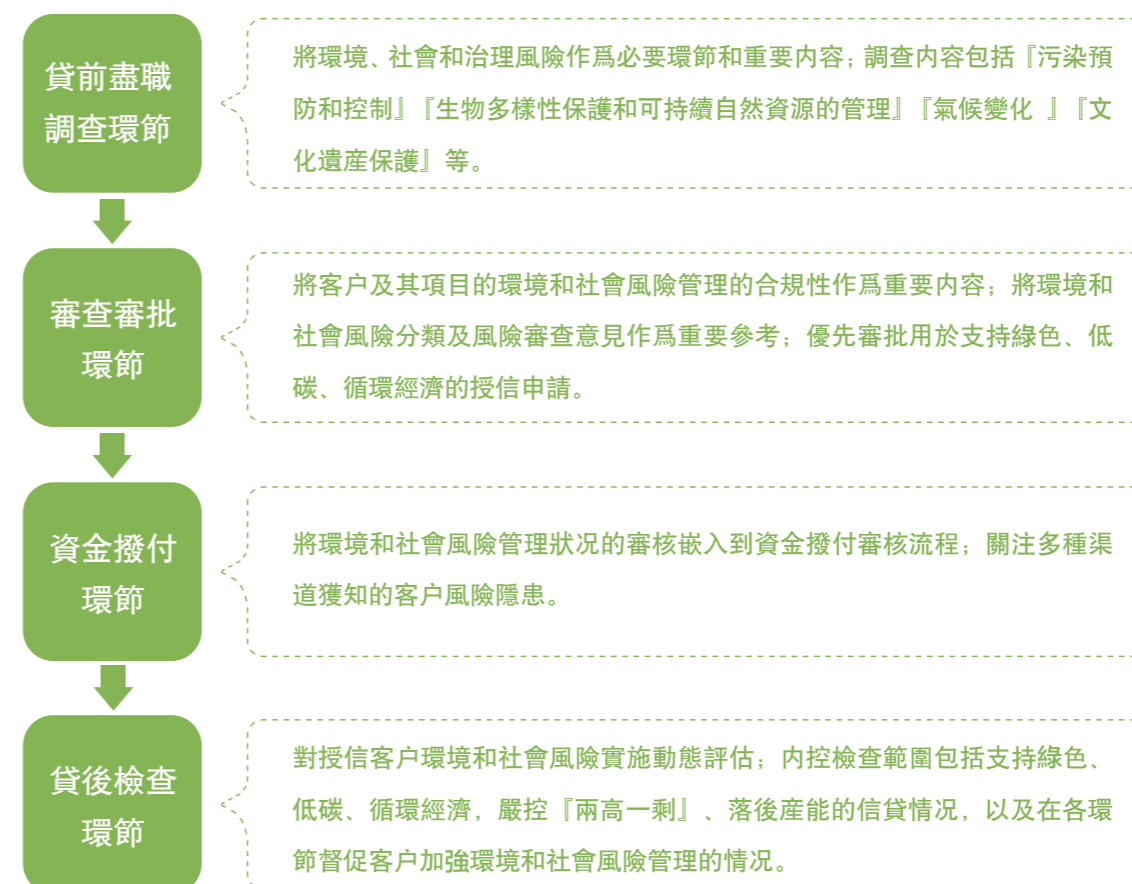 貸前盡職
調查環節
將環境、社會和治理風險作爲必要環節和重要内容；調查内容包括『污染預
防和控制』『生物多樣性保護和可持續自然資源的管理』『氣候變化 』『文
化遺産保護』等。
審查審批
環節
將客户及其項目的環境和社會風險管理的合規性作爲重要内容；將環境和
社會風險分類及風險審查意見作爲重要參考；優先審批用於支持綠色、低
碳、循環經濟的授信申請。
資金撥付
環節
將環境和社會風險管理狀况的審核嵌入到資金撥付審核流程；關注多種渠
道獲知的客户風險隱患。
貸後檢查
環節
對授信客户環境和社會風險實施動態評估；内控檢查範圍包括支持綠色、
低碳、循環經濟，嚴控『兩高一剩』、落後産能的信貸情况，以及在各環
節督促客户加強環境和社會風險管理的情况。